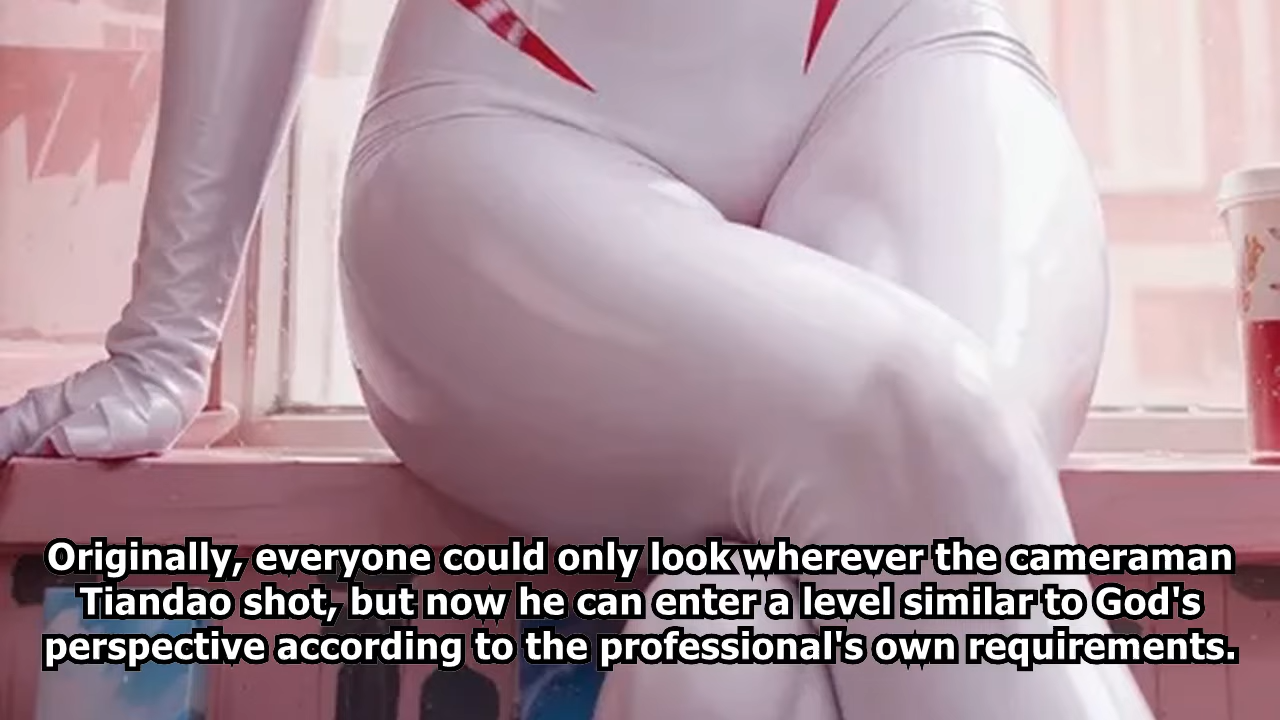 Originally, everyone could only look wherever the cameraman
Tiandao shot, but now he can enter a level similar to God's
perspective according to the professional's own requirements.